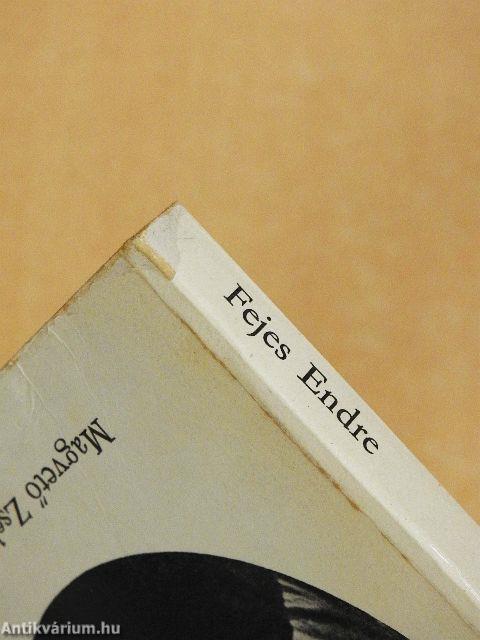 Fejes Endre
Magvető
Antikvárium.hu